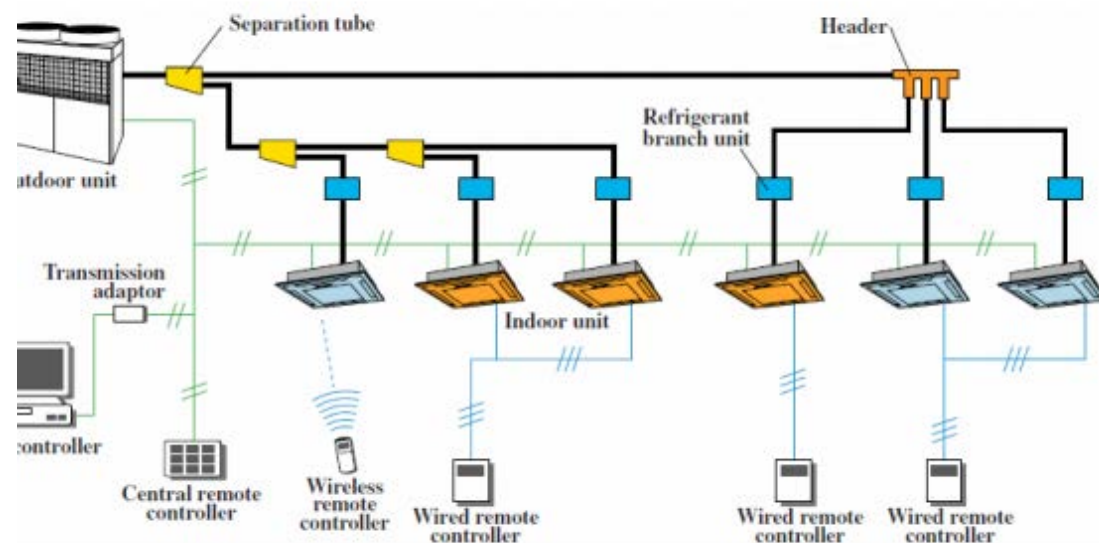 Separation tube
Header
Refrigerant
branch unit
utdoor unit
Transmission
adaptor
Indoor unit
controller
Central remote
controller
Wireless
remote
controller
Wired remote
controller
Wired remote
controller
Wired remote
controller